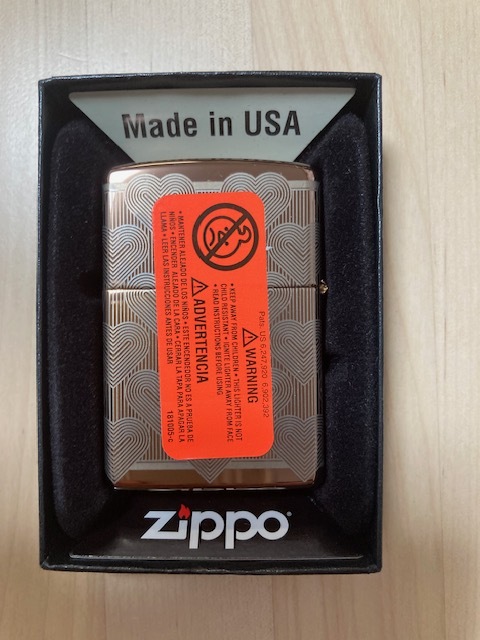 Made in USA
Pats: US 6,247,920 6,902,392
⚠ WARNING
• KEEP AWAY FROM CHILDREN • THIS LIGHTER IS NOT
CHILD RESISTANT • IGNITE LIGHTER AWAY FROM FACE
• READ INSTRUCTIONS BEFORE USING
⚠ ADVERTENCIA
• MANTENER ALEJADO DE LOS NIÑOS • ESTE ENCENDEDOR NO ES A PRUEBA DE
NIÑOS • ENCENDER ALEJADO DE LA CARA • CERRAR LA TAPA PARA APAGAR LA
LLAMA • LEER LAS INSTRUCCIONES ANTES DE USAR
181005-c
zippo